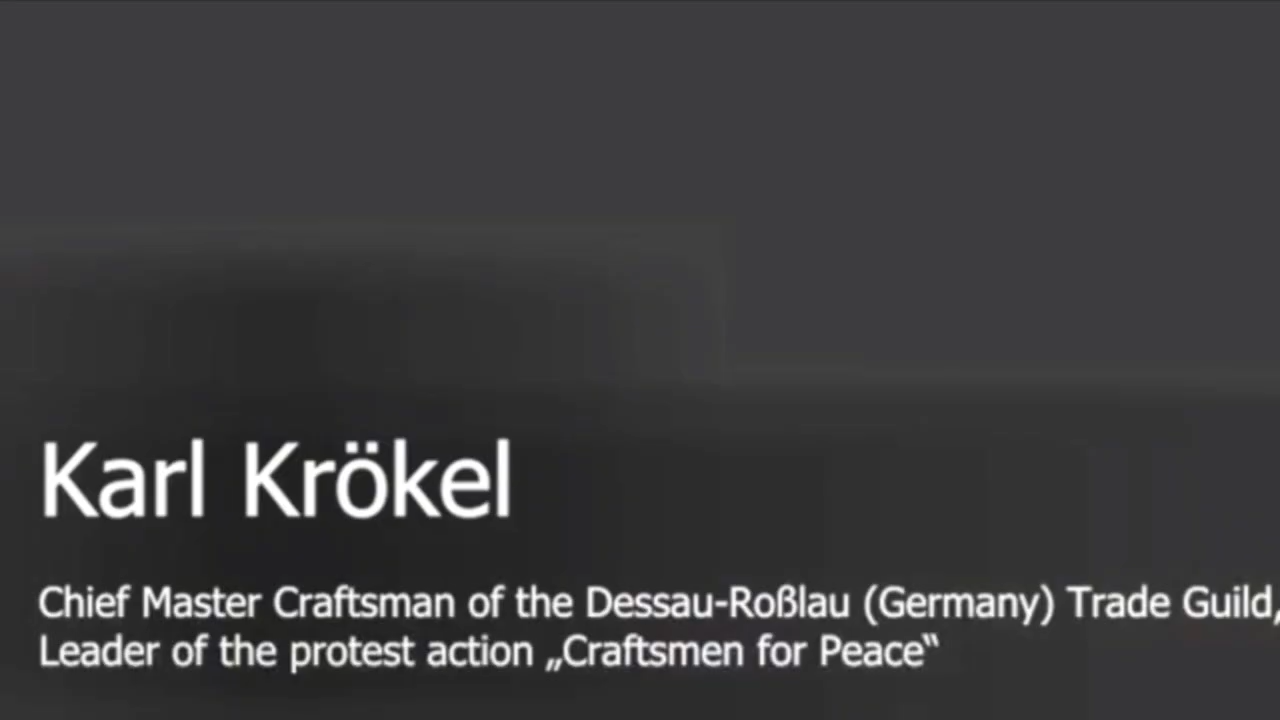 Karl Krökel
Chief Master Craftsman of the Dessau-Roßlau (Germany) Trade Guild,
Leader of the protest action „Craftsmen for Peace“